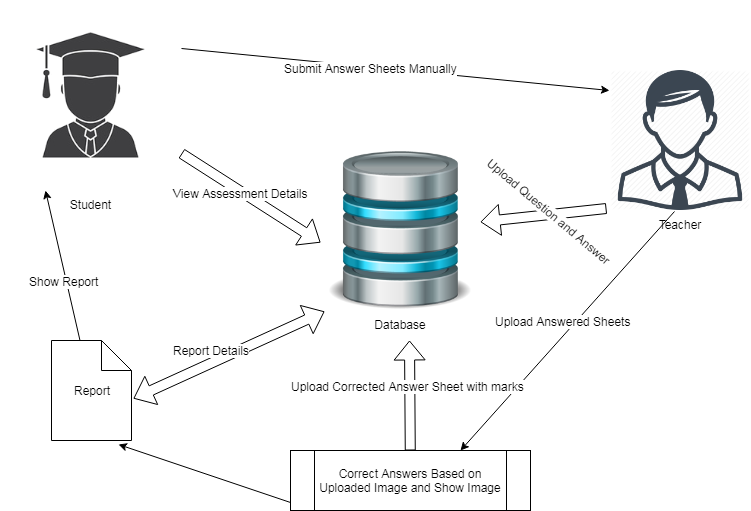 Submit Answer Sheets Manually
Student
View Assessment Details
Upload Question and Answer
Teacher
Show Report
Database
Upload Answered Sheets
Report Details
Report
Upload Corrected Answer Sheet with marks
Correct Answers Based on
Uploaded Image and Show Image